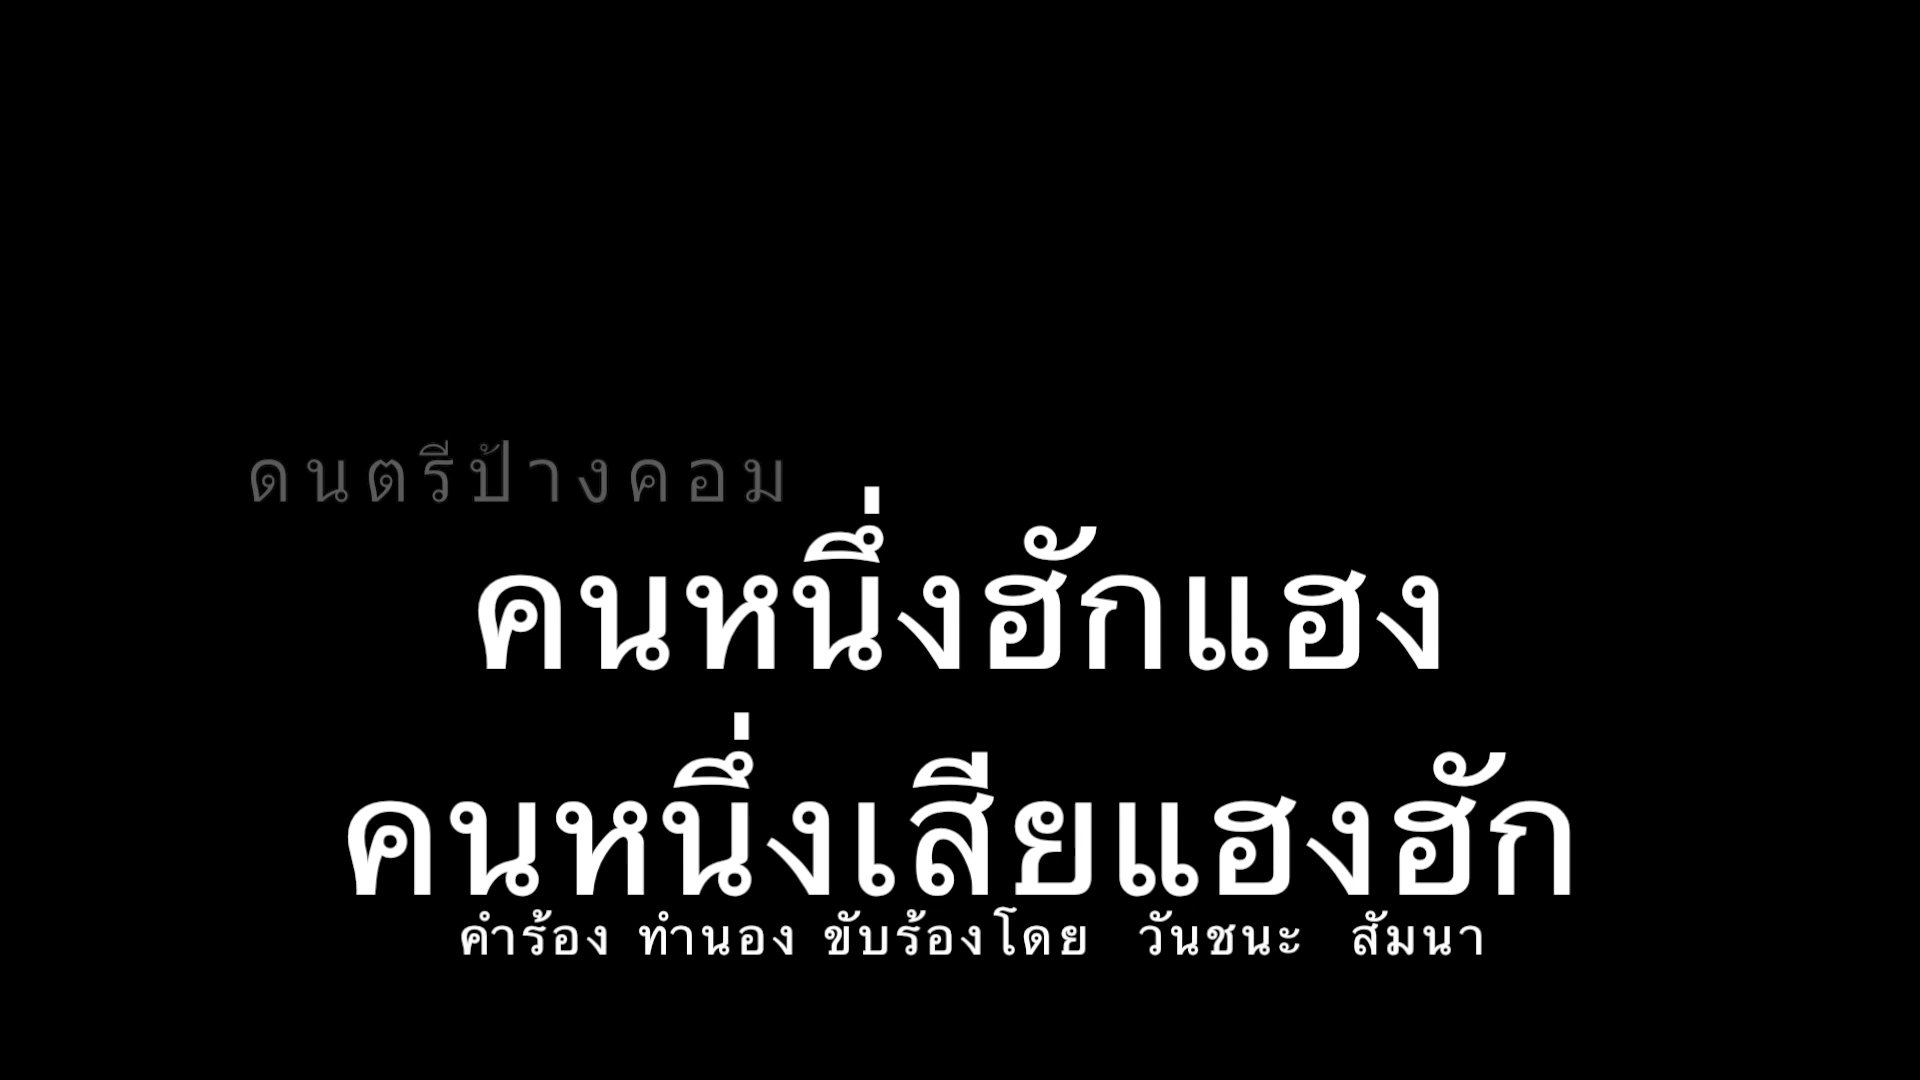 ดนตรีป้างคอม
คนหนึ่งฮักแฮง
คนหนึ่งเสียแฮงฮัก
คำร้อง ทำนอง ขับร้องโดย วันชนะ สัมนา